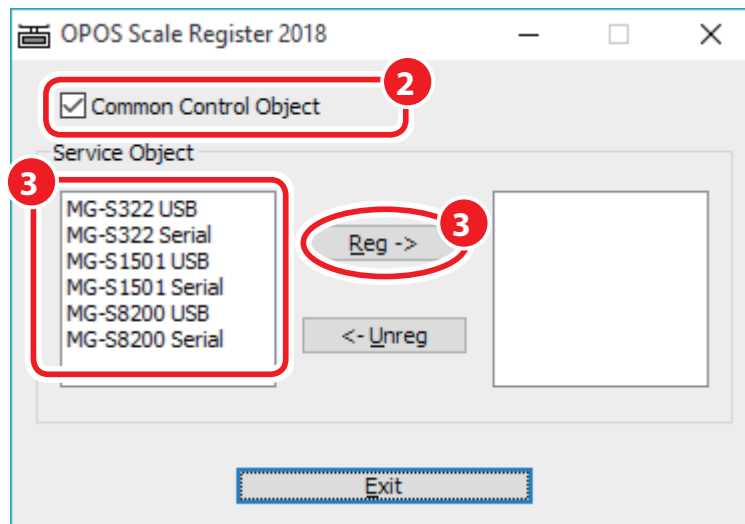 OPOS Scale Register 2018
2
Common Control Object
Service Object
3
MG-S322 USB
MG-S322 Serial
MG-S1501 USB
MG-S1501 Serial
MG-S8200 USB
MG-S8200 Serial
3
Reg ->
<- Unreg
Exit